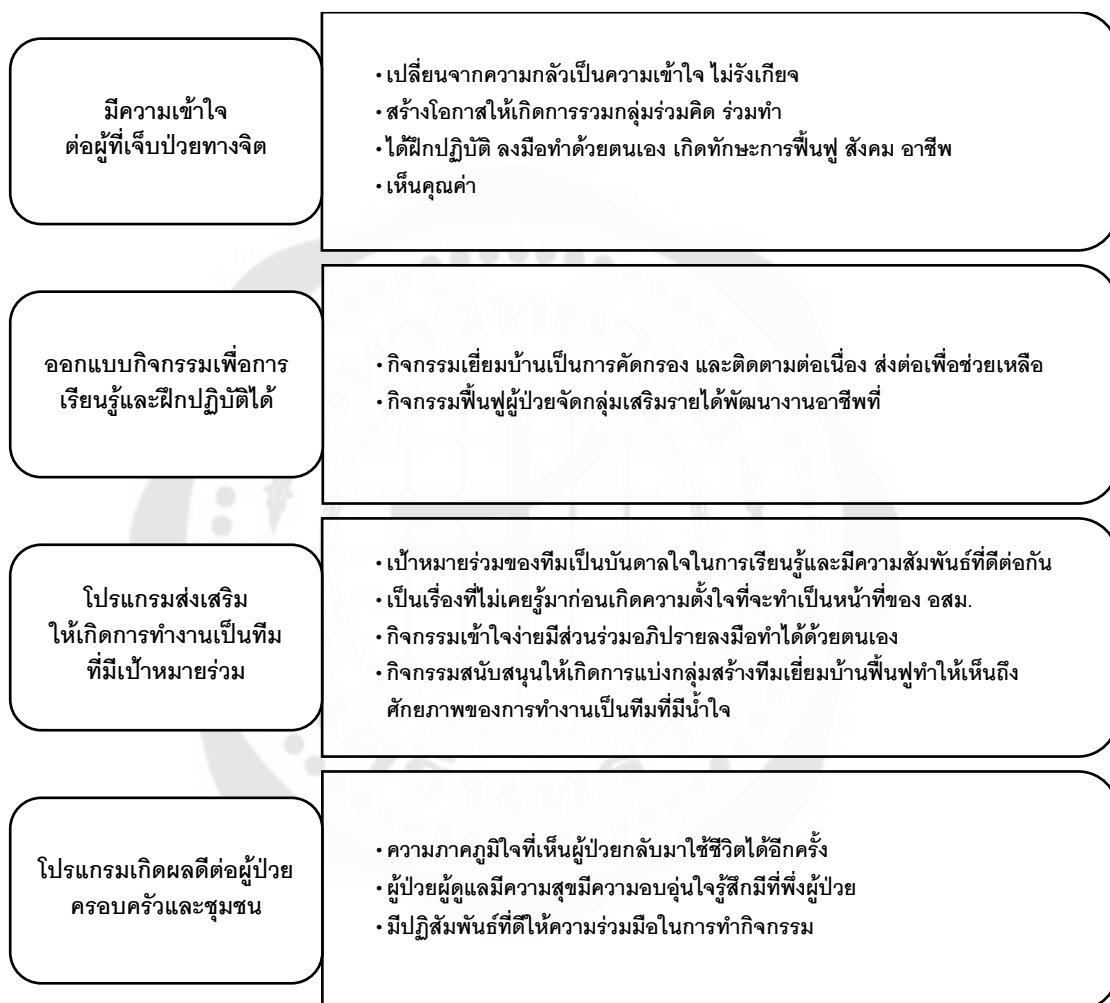 มีความเข้าใจ
ต่อผู้ที่เจ็บป่วยทางจิต
• เปลี่ยนจากความกลัวเป็นความเข้าใจ ไม่รังเกียจ
• สร้างโอกาสให้เกิดการรวมกลุ่มร่วมคิด ร่วมทำ
• ได้ฝึกปฏิบัติ ลงมือทำด้วยตนเอง เกิดทักษะการฟื้นฟู สังคม อาชีพ
• เห็นคุณค่า
ออกแบบกิจกรรมเพื่อการ
เรียนรู้และฝึกปฏิบัติได้
• กิจกรรมเยี่ยมบ้านเป็นการคัดกรอง และติดตามต่อเนื่อง ส่งต่อเพื่อช่วยเหลือ
• กิจกรรมฟื้นฟูผู้ป่วยจัดกลุ่มเสริมรายได้พัฒนางานอาชีพที่
โปรแกรมส่งเสริม
ให้เกิดการทำงานเป็นทีม
ที่มีเป้าหมายร่วม
• เป้าหมายร่วมของทีมเป็นบันดาลใจในการเรียนรู้และมีความสัมพันธ์ที่ดีต่อกัน
• เป็นเรื่องที่ไม่เคยรู้มาก่อนเกิดความตั้งใจที่จะทำเป็นหน้าที่ของ อสม.
• กิจกรรมเข้าใจง่ายมีส่วนร่วมอภิปรายลงมือทำได้ด้วยตนเอง
• กิจกรรมสนับสนุนให้เกิดการแบ่งกลุ่มสร้างทีมเยี่ยมบ้านฟื้นฟูทำให้เห็นถึง
ศักยภาพของการทำงานเป็นทีมที่มีน้ำใจ
โปรแกรมเกิดผลดีต่อผู้ป่วย
ครอบครัวและชุมชน
• ความภาคภูมิใจที่เห็นผู้ป่วยกลับมาใช้ชีวิตได้อีกครั้ง
• ผู้ป่วยผู้ดูแลมีความสุขมีความอบอุ่นใจรู้สึกมีที่พึ่งผู้ป่วย
• มีปฏิสัมพันธ์ที่ดีให้ความร่วมมือในการทำกิจกรรม